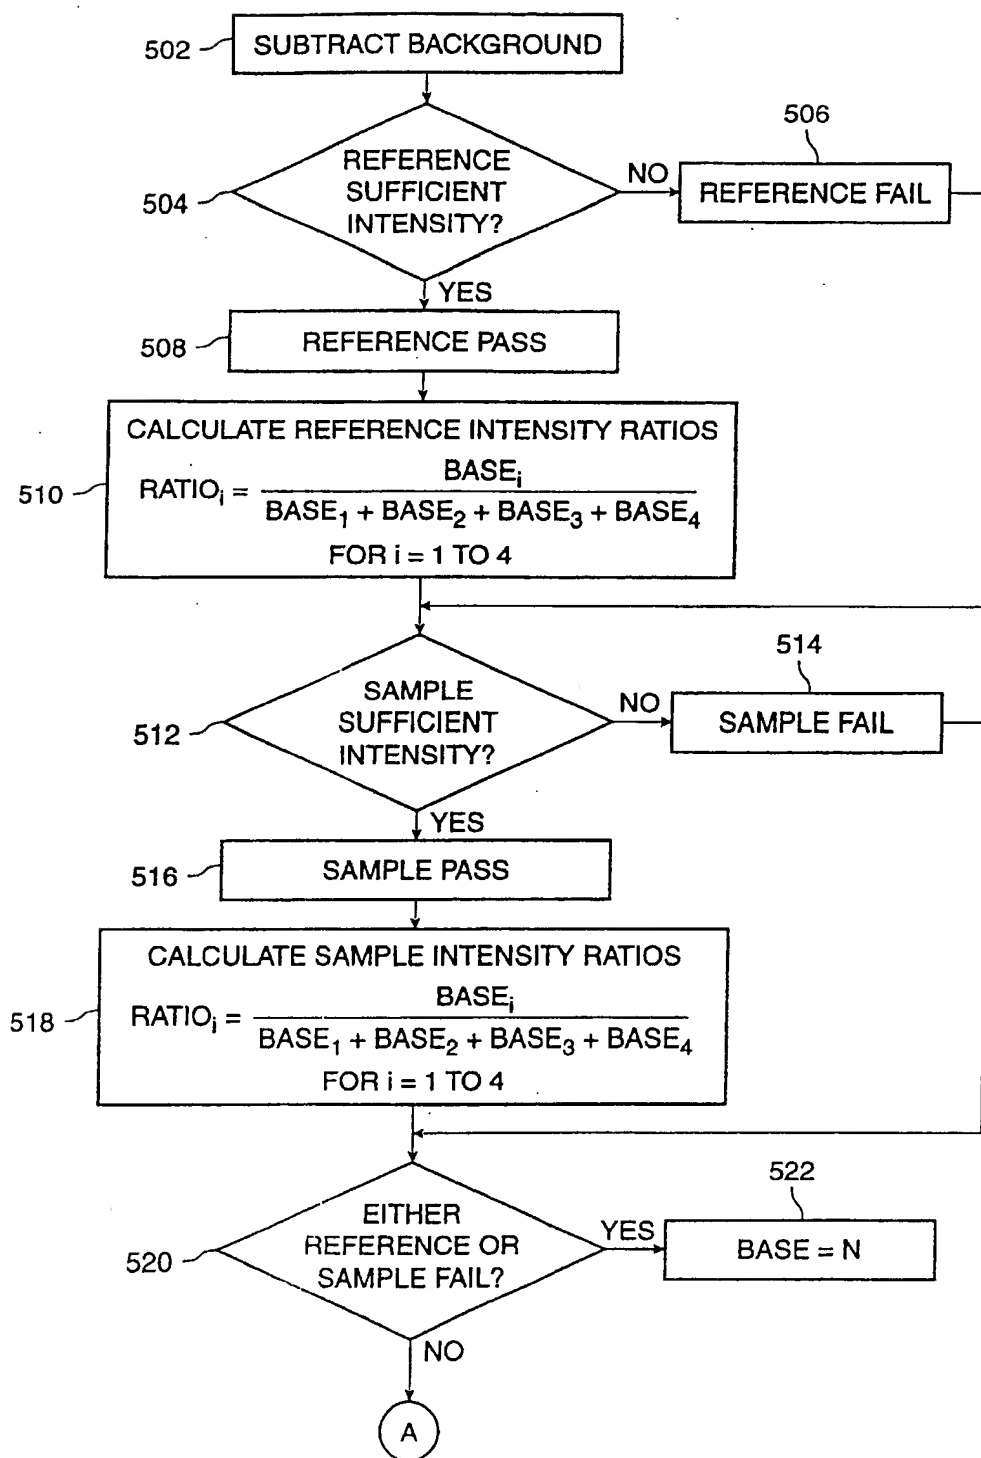 502
SUBTRACT BACKGROUND
504
REFERENCE
SUFFICIENT
INTENSITY?
NO
506
REFERENCE FAIL
YES
508
REFERENCE PASS
510
CALCULATE REFERENCE INTENSITY RATIOS
RATIOi = BASEi
BASE1 + BASE2 + BASE3 + BASE4
FOR i = 1 TO 4
512
SAMPLE
SUFFICIENT
INTENSITY?
NO
514
SAMPLE FAIL
YES
516
SAMPLE PASS
518
CALCULATE SAMPLE INTENSITY RATIOS
RATIOi = BASEi
BASE1 + BASE2 + BASE3 + BASE4
FOR i = 1 TO 4
520
EITHER
REFERENCE OR
SAMPLE FAIL?
YES
522
BASE = N
NO
A